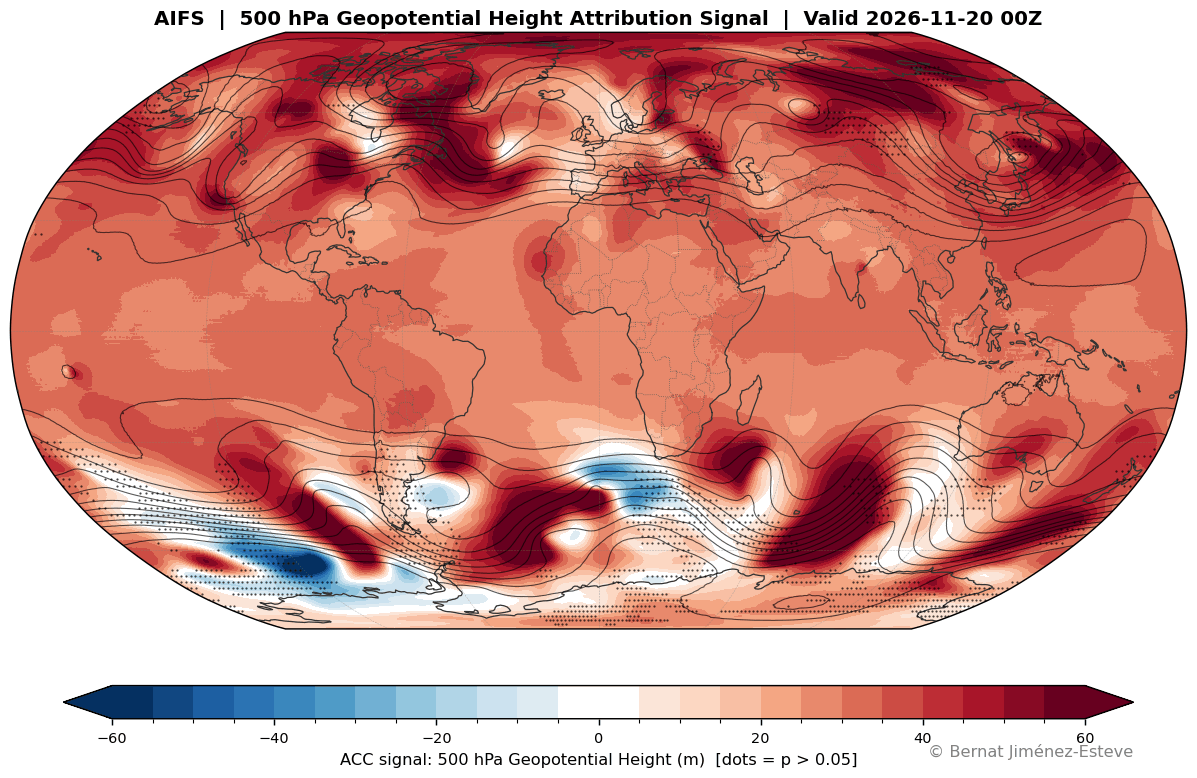 AIFS | 500 hPa Geopotential Height Attribution Signal | Valid 2026-11-20 00Z
−60 −40 −20 0 20 40 60
© Bernat Jiménez-Esteve
ACC signal: 500 hPa Geopotential Height (m) [dots = p > 0.05]